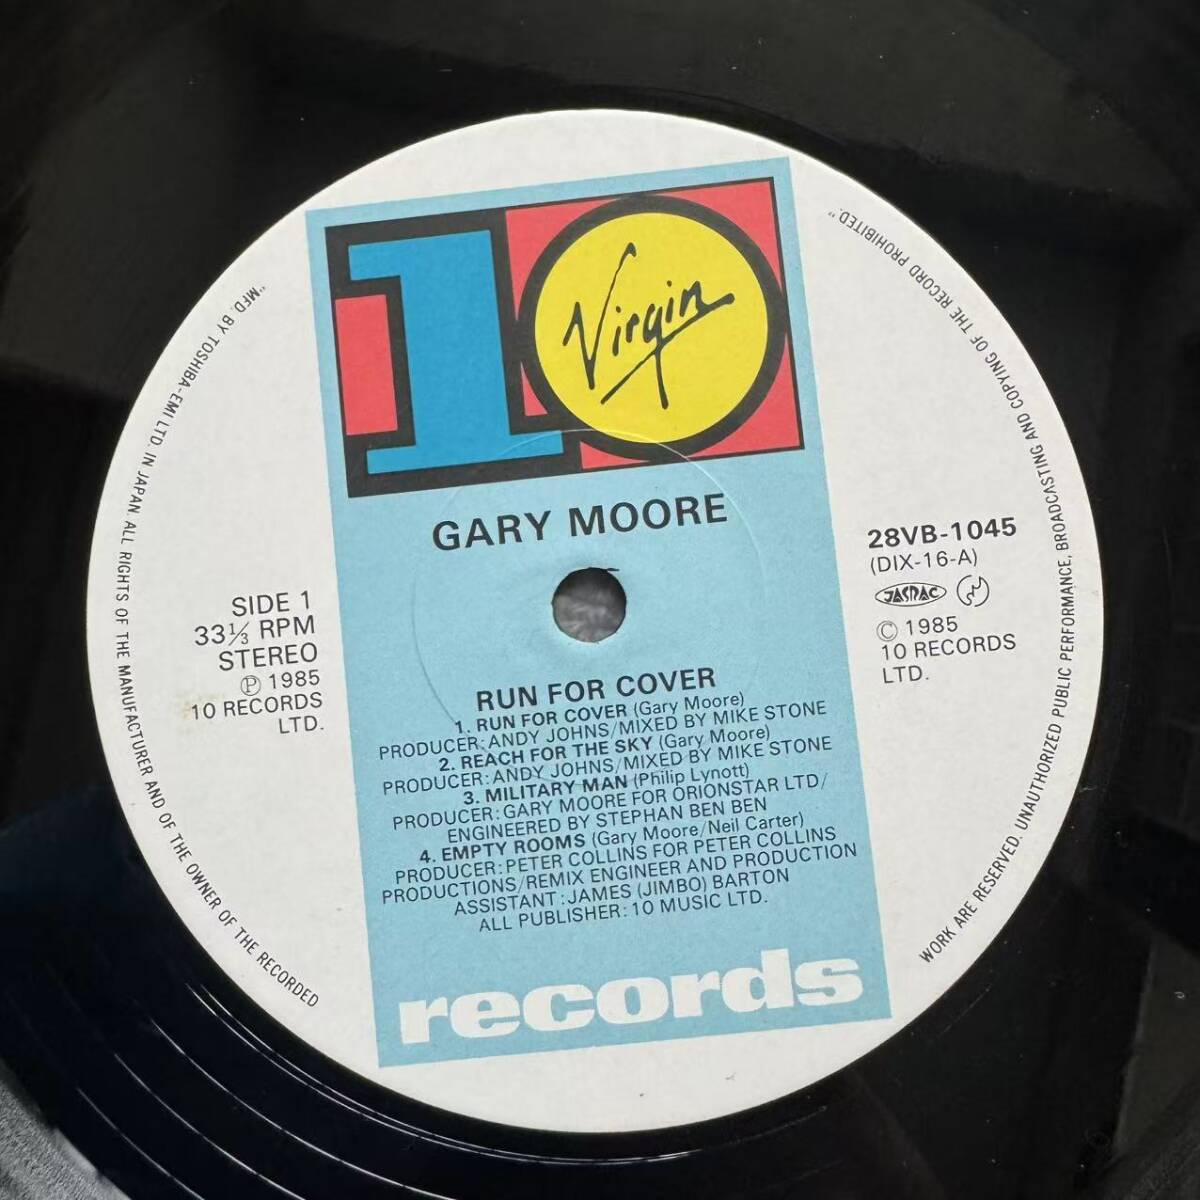 10
Virgin
GARY MOORE
28VB-1045
(DIX-16-A)
JASRAC
© 1985
10 RECORDS
LTD.
SIDE 1
33⅓ RPM
STEREO
℗ 1985
10 RECORDS
LTD.
RUN FOR COVER
1. RUN FOR COVER (Gary Moore)
PRODUCER: ANDY JOHNS/MIXED BY MIKE STONE
2. REACH FOR THE SKY (Gary Moore)
PRODUCER: ANDY JOHNS/MIXED BY MIKE STONE
3. MILITARY MAN (Philip Lynott)
PRODUCER: GARY MOORE FOR ORIONSTAR LTD/
ENGINEERED BY STEPHAN BEN BEN
4. EMPTY ROOMS (Gary Moore/Neil Carter)
PRODUCER: PETER COLLINS FOR PETER COLLINS
PRODUCTIONS/REMIX ENGINEER AND PRODUCTION
ASSISTANT: JAMES (JIMBO) BARTON
ALL PUBLISHER: 10 MUSIC LTD.
records
"MFD. BY TOSHIBA-EMI LTD. IN JAPAN. ALL RIGHTS OF THE MANUFACTURER AND OF THE OWNER OF THE RECORDED
WORK ARE RESERVED. UNAUTHORIZED PUBLIC PERFORMANCE, BROADCASTING AND COPYING OF THE RECORD PROHIBITED."